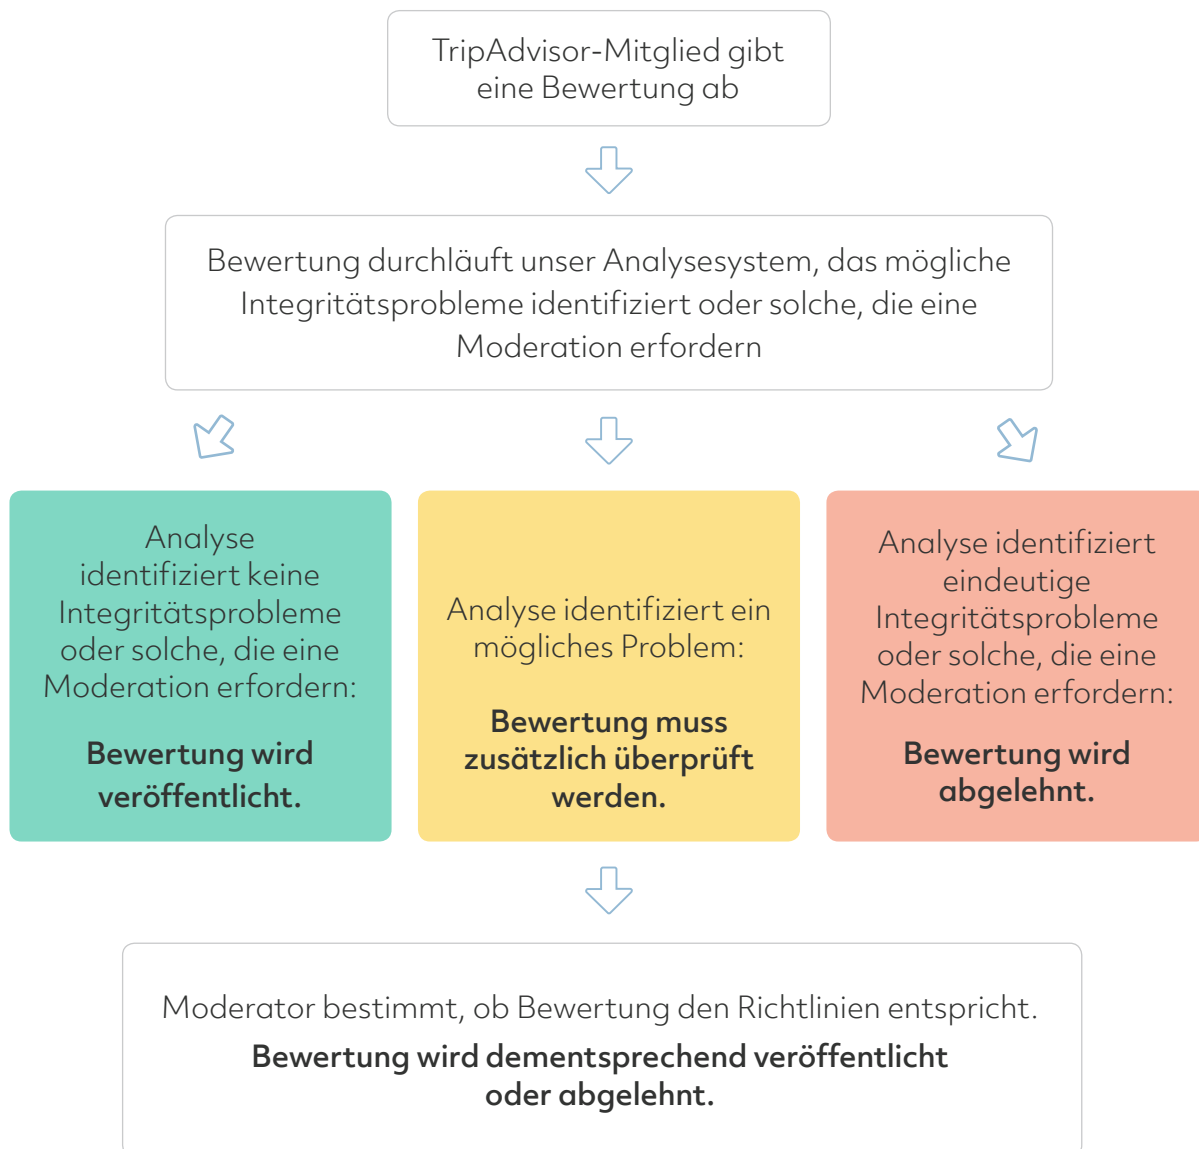 TripAdvisor-Mitglied gibt
eine Bewertung ab
Bewertung durchläuft unser Analysesystem, das mögliche
Integritätsprobleme identifiziert oder solche, die eine
Moderation erfordern
Analyse
identifiziert keine
Integritätsprobleme
oder solche, die eine
Moderation erfordern:
Bewertung wird
veröffentlicht.
Analyse identifiziert ein
mögliches Problem:
Bewertung muss
zusätzlich überprüft
werden.
Analyse identifiziert
eindeutige
Integritätsprobleme
oder solche, die eine
Moderation erfordern:
Bewertung wird
abgelehnt.
Moderator bestimmt, ob Bewertung den Richtlinien entspricht.
Bewertung wird dementsprechend veröffentlicht
oder abgelehnt.